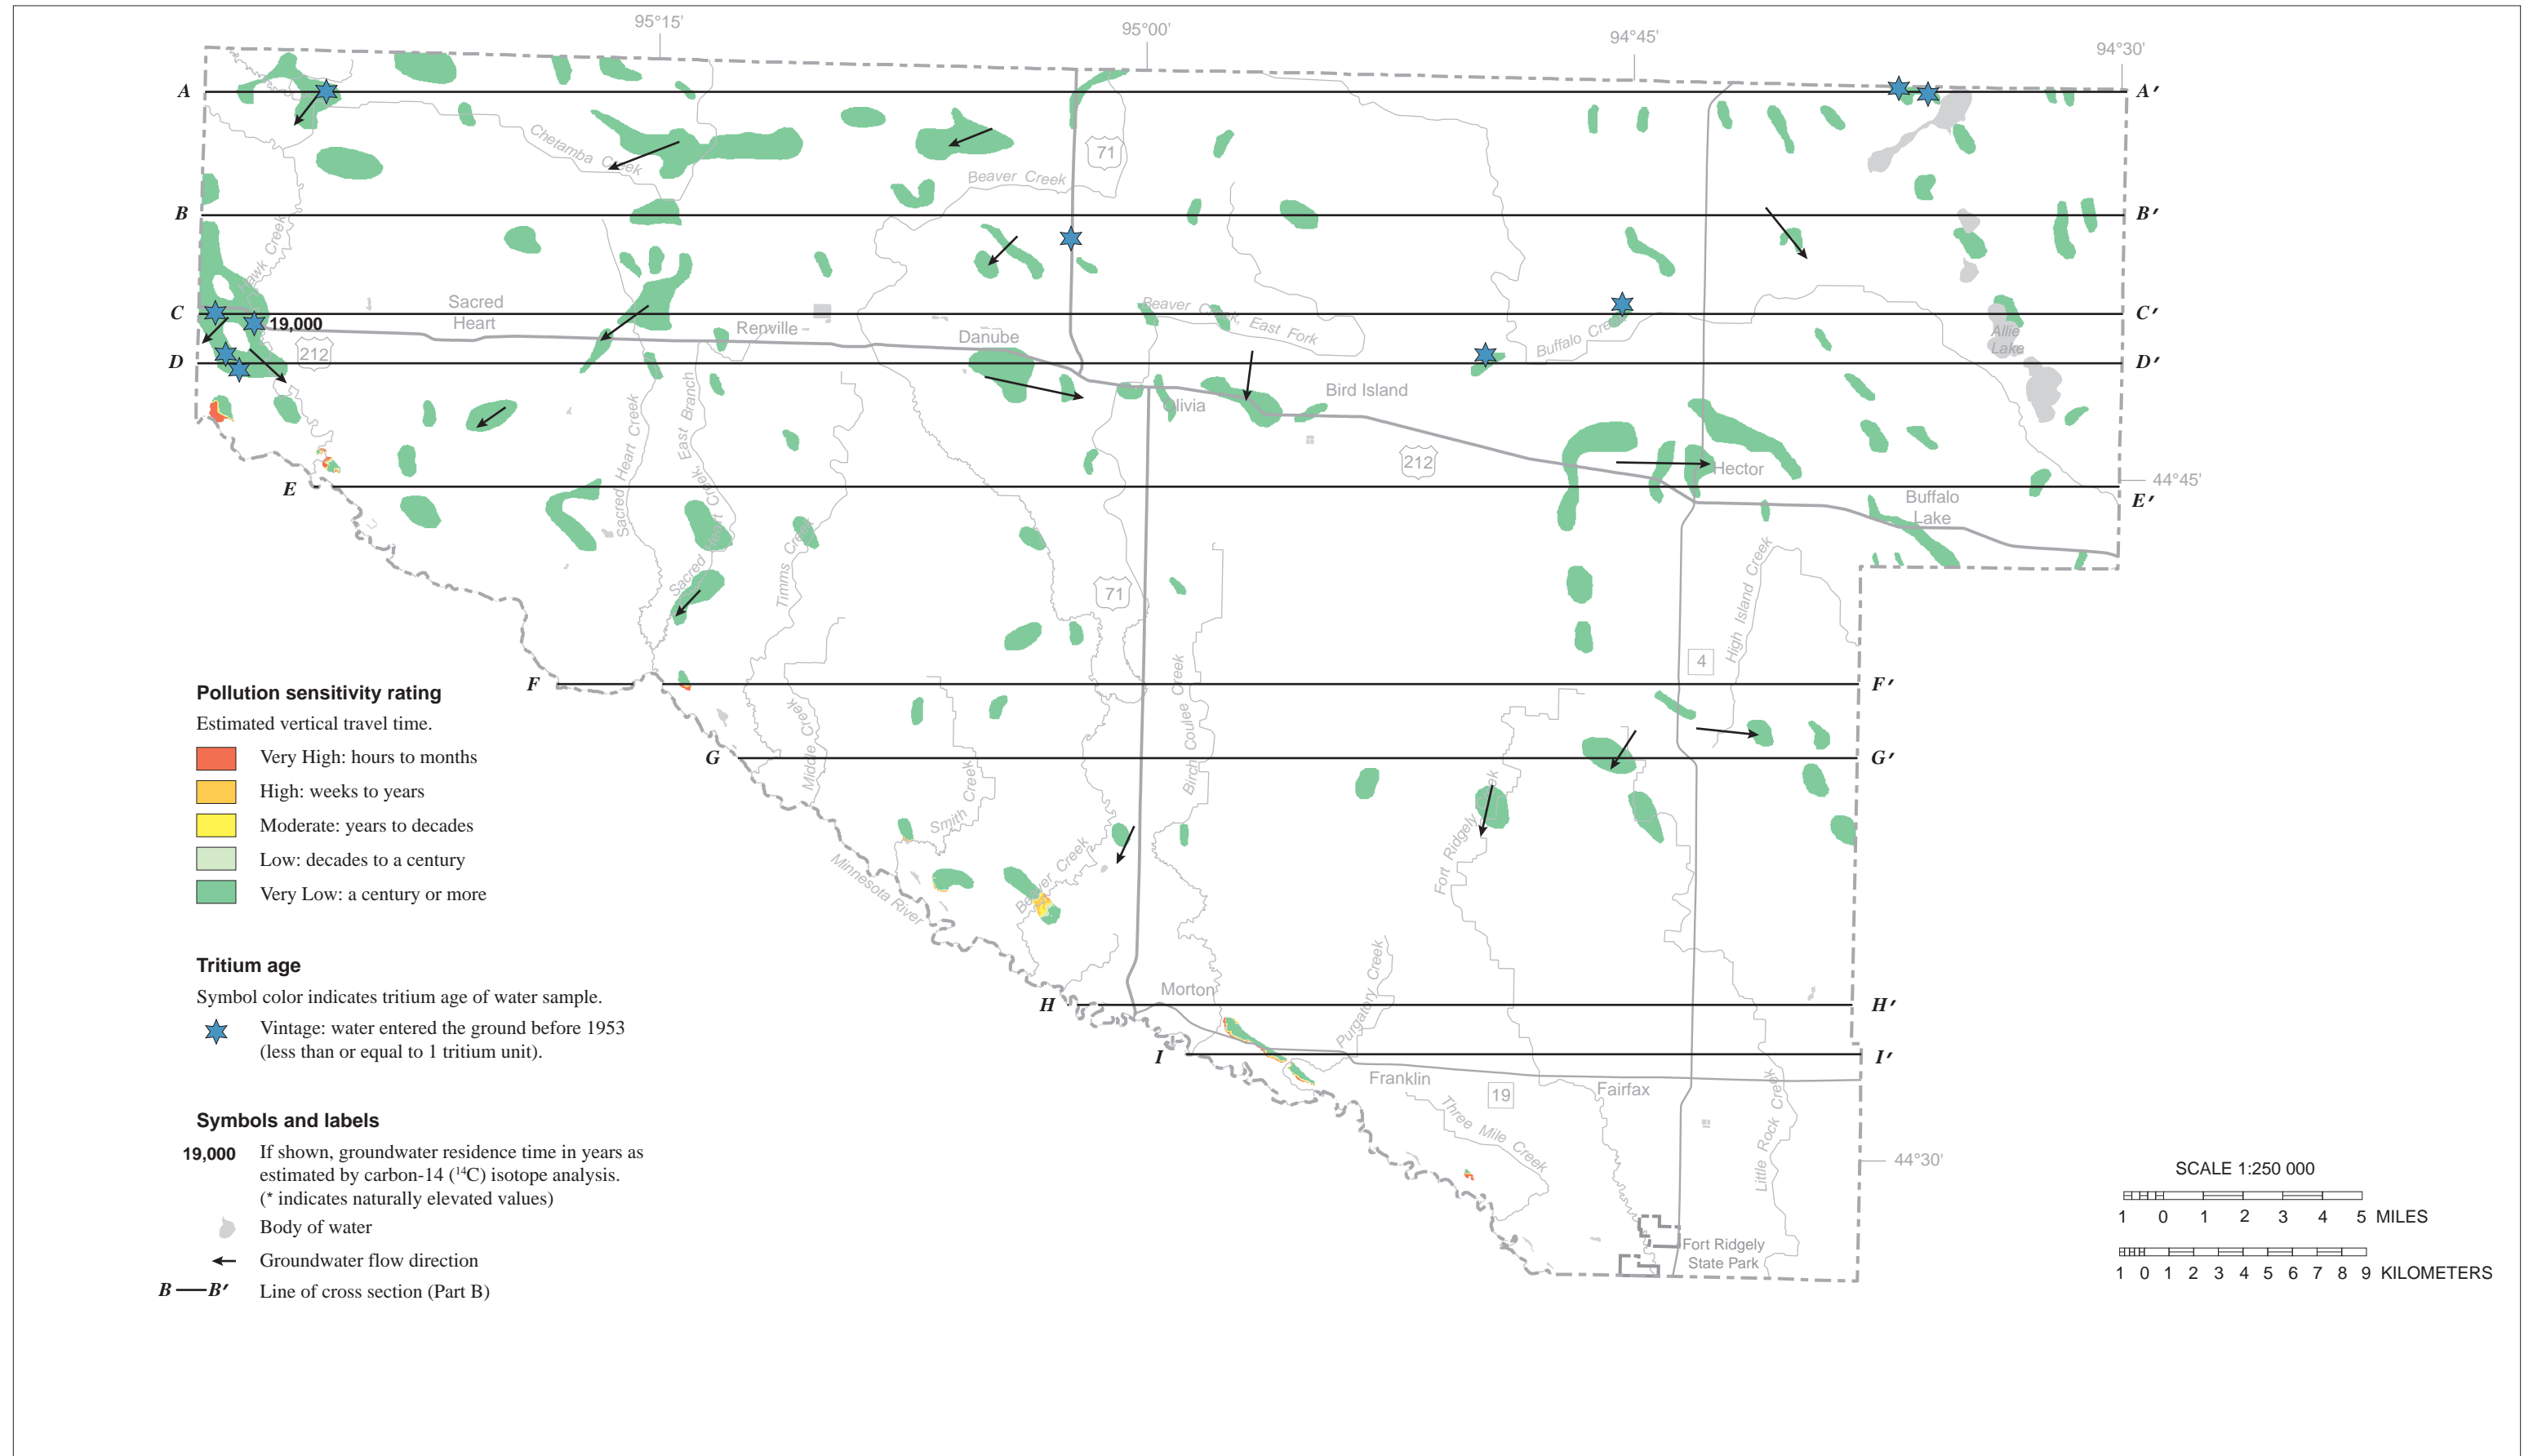 95°15'
95°00'
94°45'
94°30'
A
A′
Chetamba Creek
71
Beaver Creek
B
B′
Hawk Creek
Sacred
Heart
C
C′
19,000
Renville
Danube
Beaver Creek, East Fork
Buffalo Creek
Allie
Lake
212
D
D′
Olivia
Bird Island
Sacred Heart Creek
Sacred Heart Creek, East Branch
212
Hector
44°45'
E
E′
Buffalo
Lake
Timms Creek
71
High Island Creek
4
F
F′
Middle Creek
Birch Coulee Creek
G
G′
Smith Creek
Fort Ridgely Creek
Minnesota River
Beaver Creek
Purgatory Creek
Morton
H
H′
I
I′
Franklin
19
Fairfax
Three Mile Creek
Little Rock Creek
44°30'
Fort Ridgely
State Park
Pollution sensitivity rating
Estimated vertical travel time.
Very High: hours to months
High: weeks to years
Moderate: years to decades
Low: decades to a century
Very Low: a century or more
Tritium age
Symbol color indicates tritium age of water sample.
Vintage: water entered the ground before 1953
(less than or equal to 1 tritium unit).
Symbols and labels
19,000 If shown, groundwater residence time in years as
estimated by carbon-14 (¹⁴C) isotope analysis.
(* indicates naturally elevated values)
Body of water
Groundwater flow direction
B — B′ Line of cross section (Part B)
SCALE 1:250 000
1 0 1 2 3 4 5 MILES
1 0 1 2 3 4 5 6 7 8 9 KILOMETERS